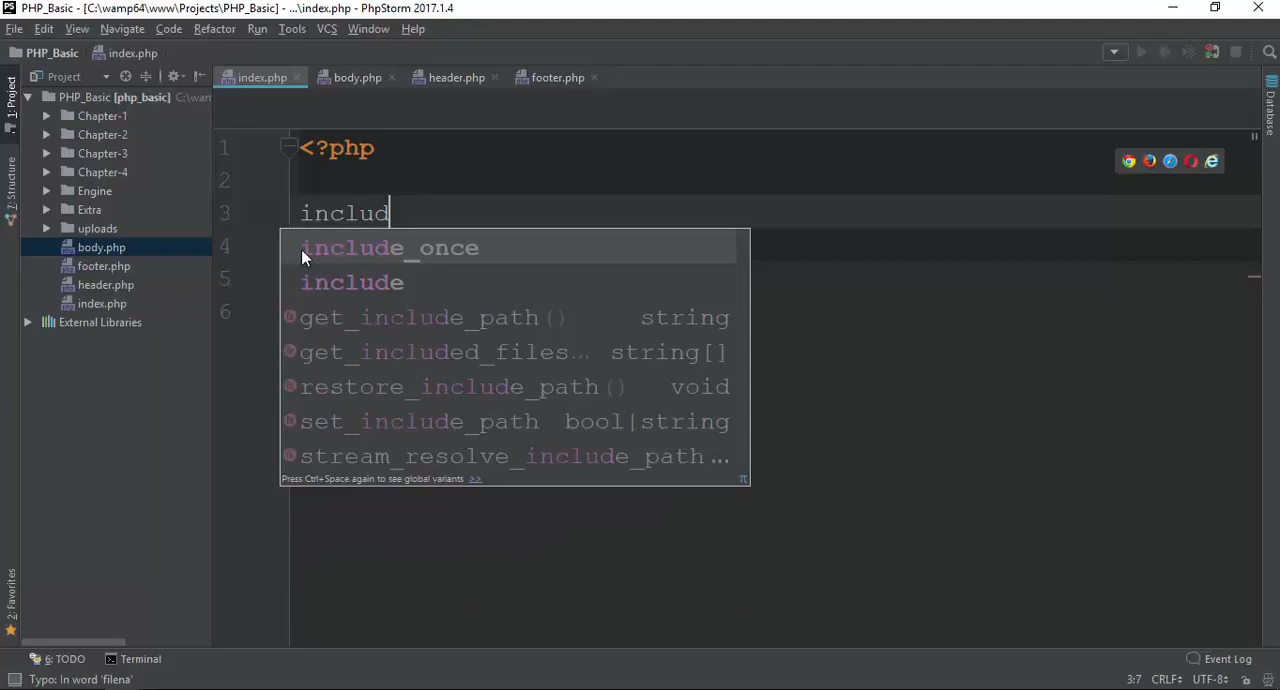 PS PHP_Basic - [C:\wamp64\www\Projects\PHP_Basic] - ...\index.php - PhpStorm 2017.1.4
File Edit View Navigate Code Refactor Run Tools VCS Window Help
PHP_Basic index.php
Project index.php body.php header.php footer.php
1: Project
7: Structure
2: Favorites
Database
PHP_Basic [php_basic] C:\wam
Chapter-1
Chapter-2
Chapter-3
Chapter-4
Engine
Extra
uploads
body.php
footer.php
header.php
index.php
External Libraries
1 <?php
2
3 includ
4
5
6
include_once
include
get_include_path() string
get_included_files... string[]
restore_include_path() void
set_include_path bool|string
stream_resolve_include_path...
Press Ctrl+Space again to see global variants >> π
6: TODO Terminal Event Log
Typo: In word 'filena' 3:7 CRLF UTF-8